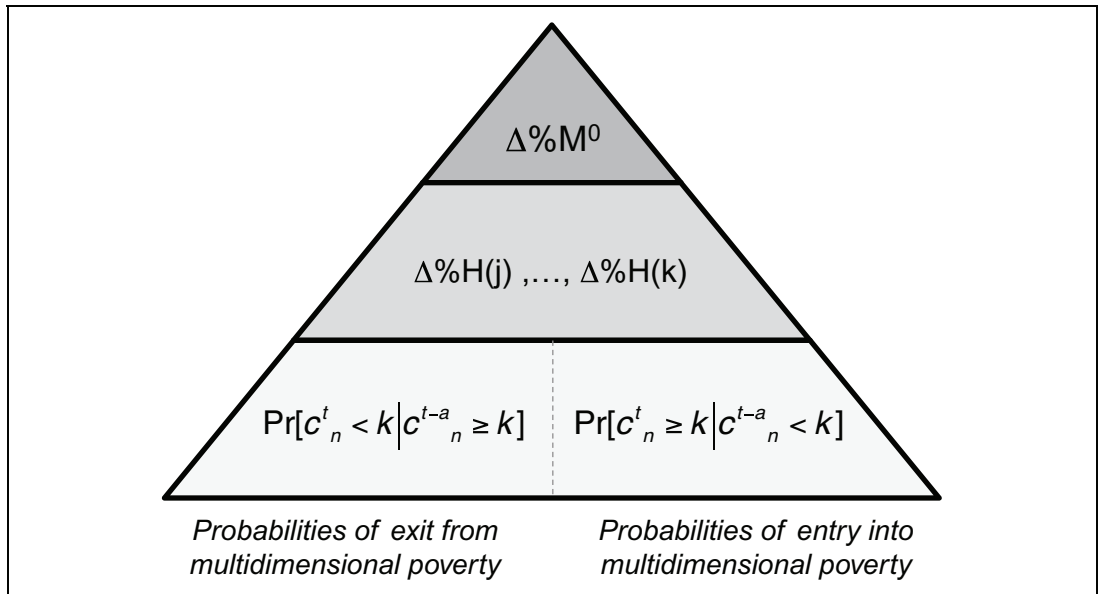 Δ%M⁰
Δ%H(j) ,…, Δ%H(k)
Pr[cᵗₙ < k|cᵗ⁻ᵃₙ ≥ k] Pr[cᵗₙ ≥ k|cᵗ⁻ᵃₙ < k]
Probabilities of exit from
multidimensional poverty
Probabilities of entry into
multidimensional poverty